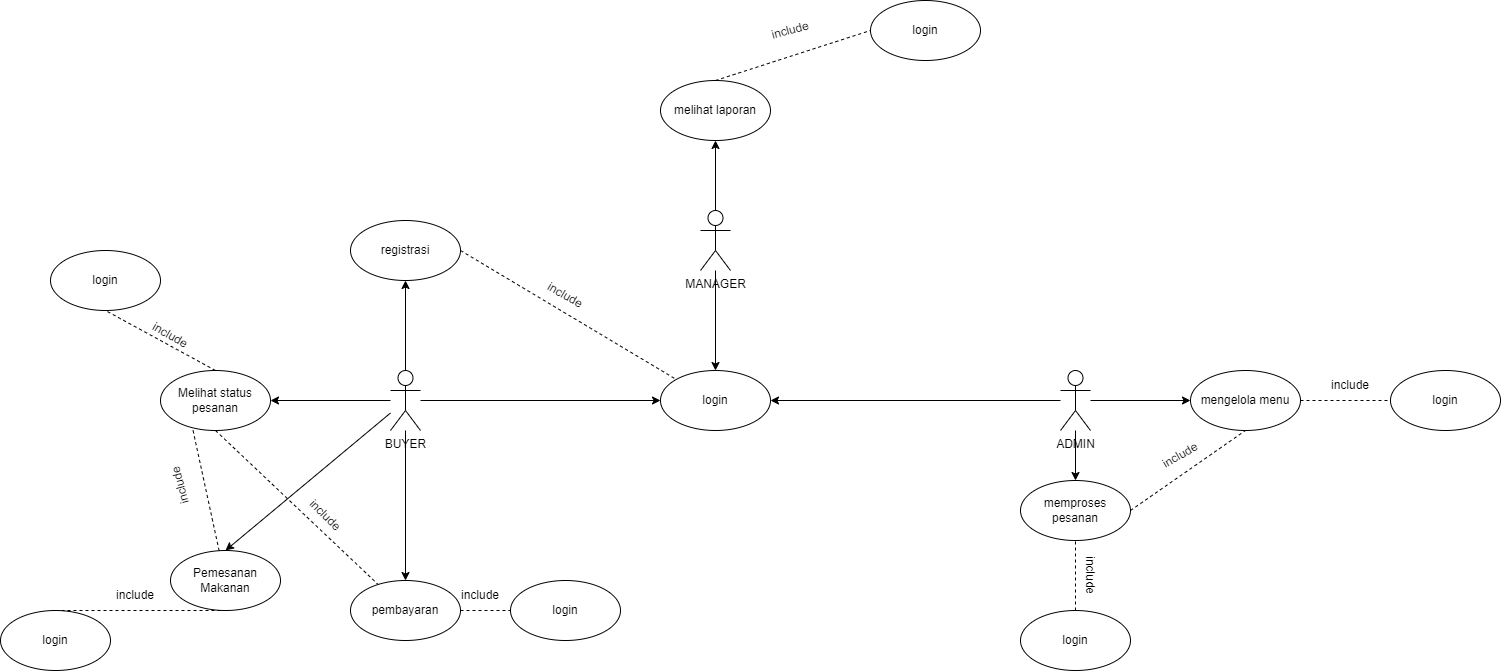 include
login
melihat laporan
MANAGER
registrasi
include
login
include
Melihat status
pesanan
BUYER
login
ADMIN
mengelola menu
include
login
include
include
include
memproses
pesanan
include
Pemesanan
Makanan
include
login
pembayaran
include
login
login